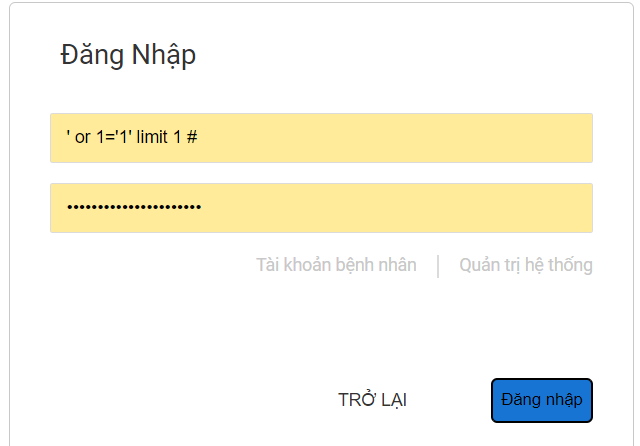 Đăng Nhập
' or 1='1' limit 1 #
••••••••••••••••••••••
Tài khoản bệnh nhân | Quản trị hệ thống
TRỞ LẠI Đăng nhập